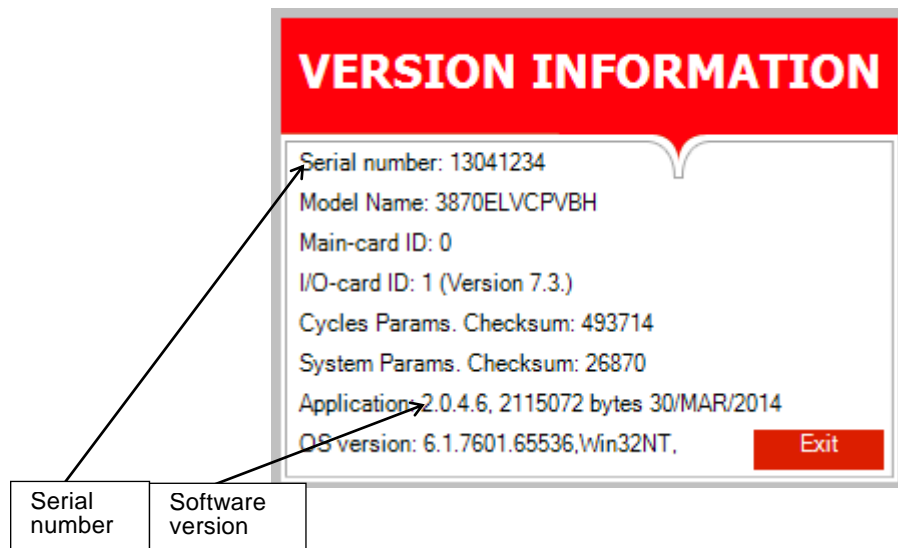 VERSION INFORMATION
Serial number: 13041234
Model Name: 3870ELVCPVBH
Main-card ID: 0
I/O-card ID: 1 (Version 7.3.)
Cycles Params. Checksum: 493714
System Params. Checksum: 26870
Application: 2.0.4.6, 2115072 bytes 30/MAR/2014
OS version: 6.1.7601.65536,Win32NT,
Exit
Serial
number
Software
version